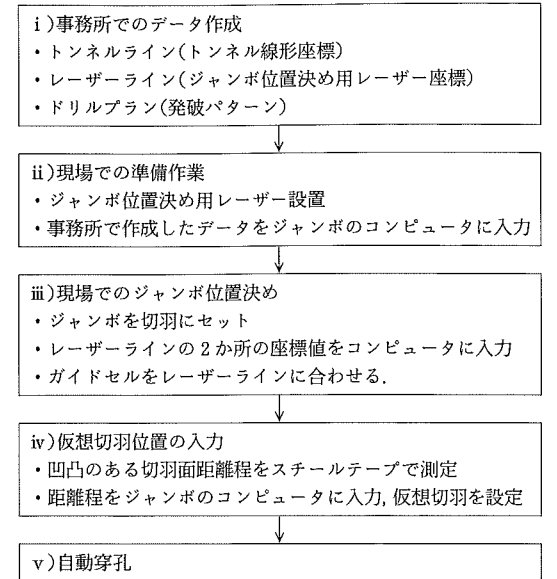 ⅰ)事務所でのデータ作成
・トンネルライン(トンネル線形座標)
・レーザーライン(ジャンボ位置決め用レーザー座標)
・ドリルプラン(発破パターン)
ⅱ)現場での準備作業
・ジャンボ位置決め用レーザー設置
・事務所で作成したデータをジャンボのコンピュータに入力
ⅲ)現場でのジャンボ位置決め
・ジャンボを切羽にセット
・レーザーラインの2か所の座標値をコンピュータに入力
・ガイドセルをレーザーラインに合わせる.
ⅳ)仮想切羽位置の入力
・凹凸のある切羽面距離程をスチールテープで測定
・距離程をジャンボのコンピュータに入力, 仮想切羽を設定
ⅴ)自動穿孔